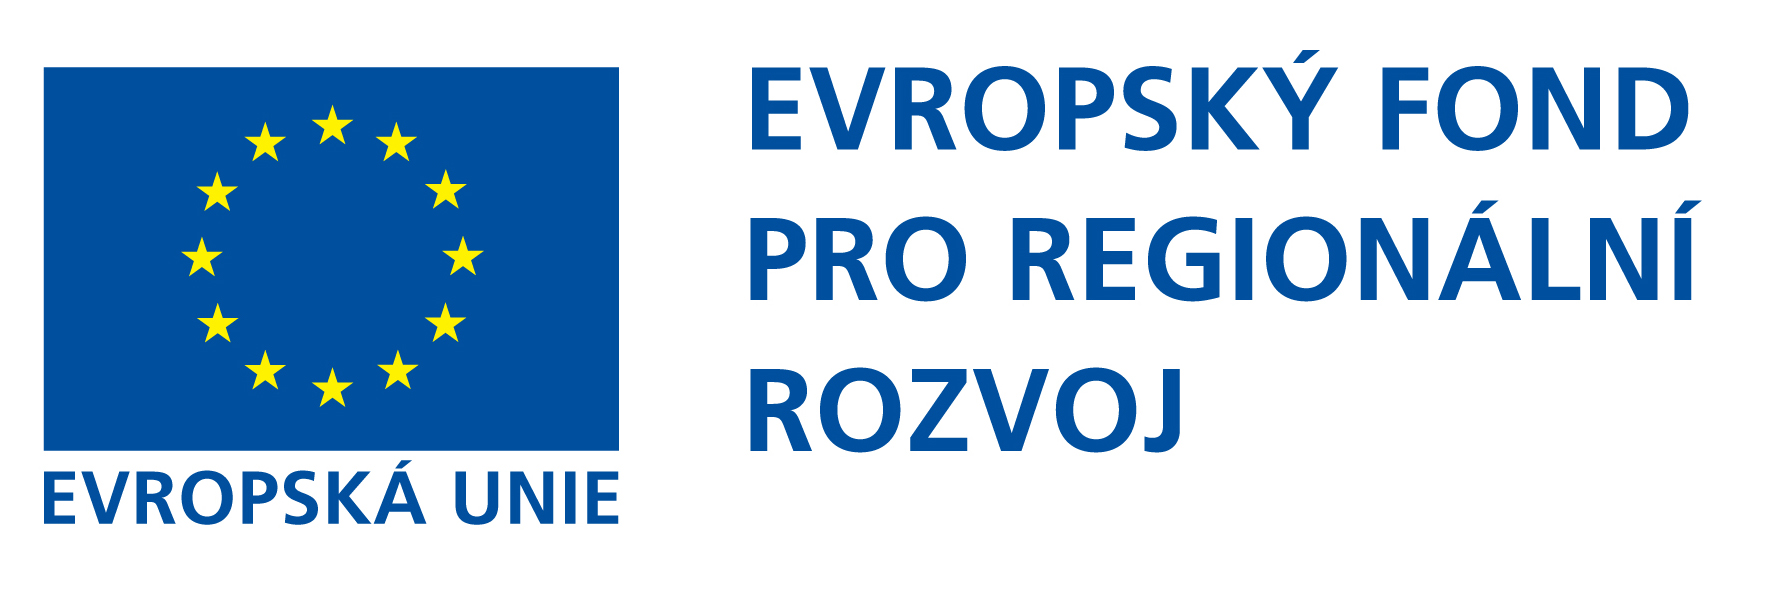 EVROPSKÁ UNIE
EVROPSKÝ FOND
PRO REGIONÁLNÍ
ROZVOJ